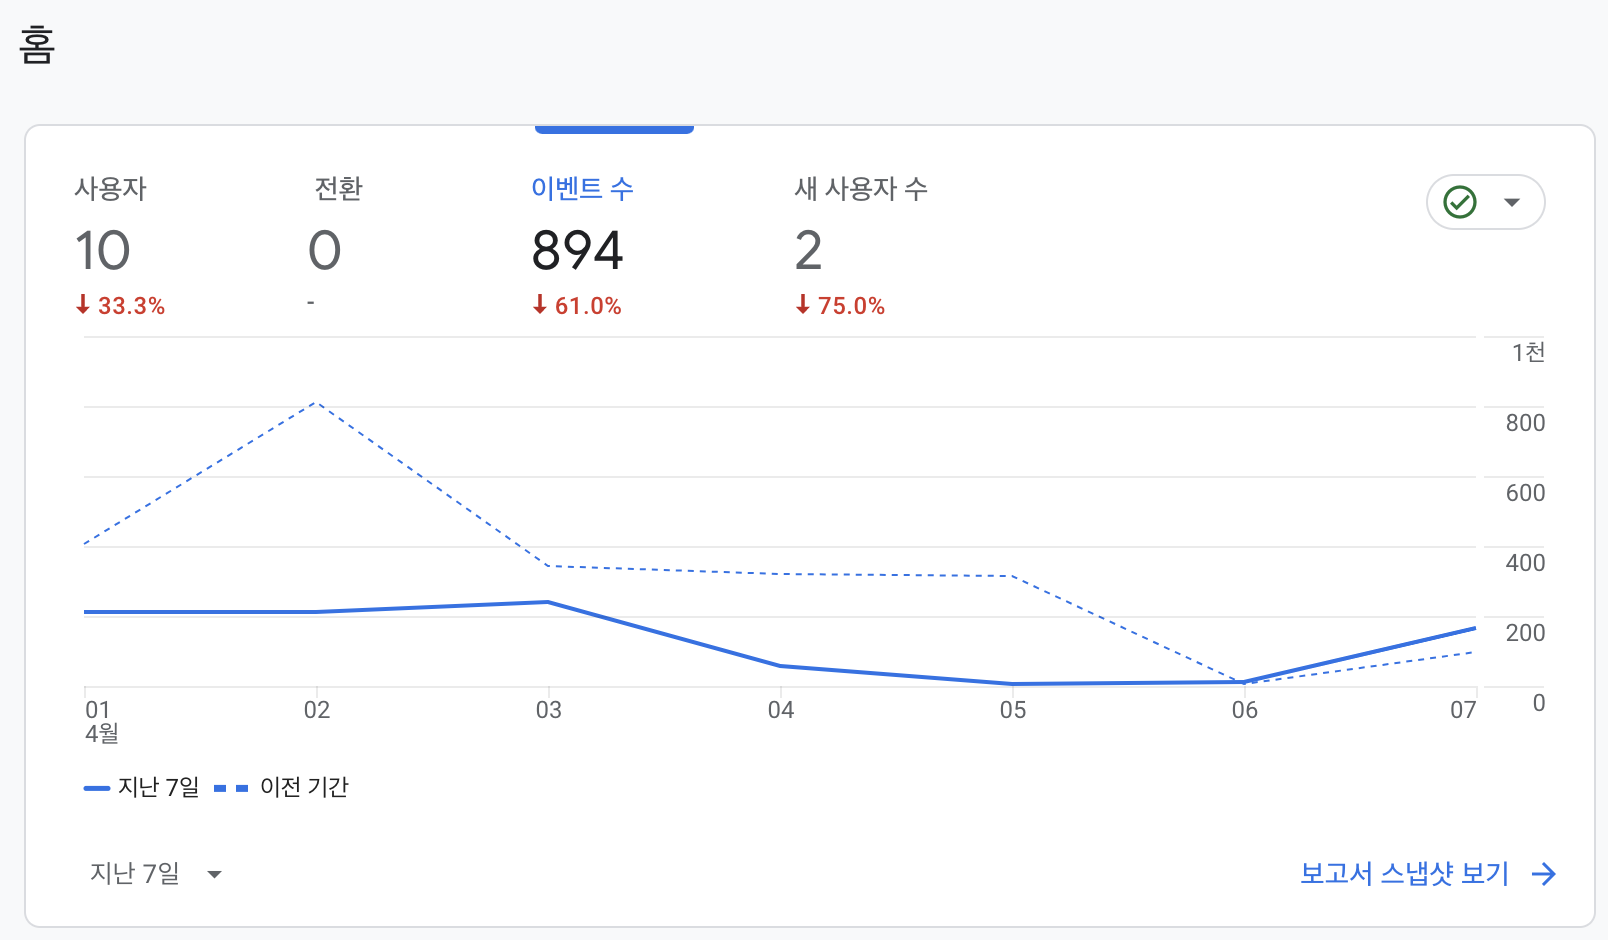 홈
사용자
10
↓ 33.3%
전환
0
-
이벤트 수
894
↓ 61.0%
새 사용자 수
2
↓ 75.0%
1천
800
600
400
200
0
01 02 03 04 05 06 07
4월
지난 7일 이전 기간
지난 7일
보고서 스냅샷 보기 →